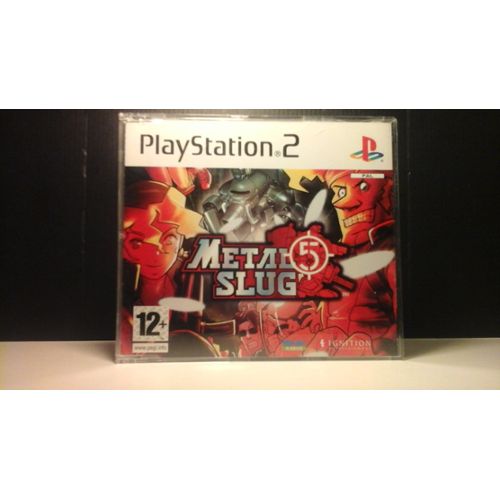 PlayStation®2
PAL
METAL
SLUG 5
12+
www.pegi.info
IGNITION